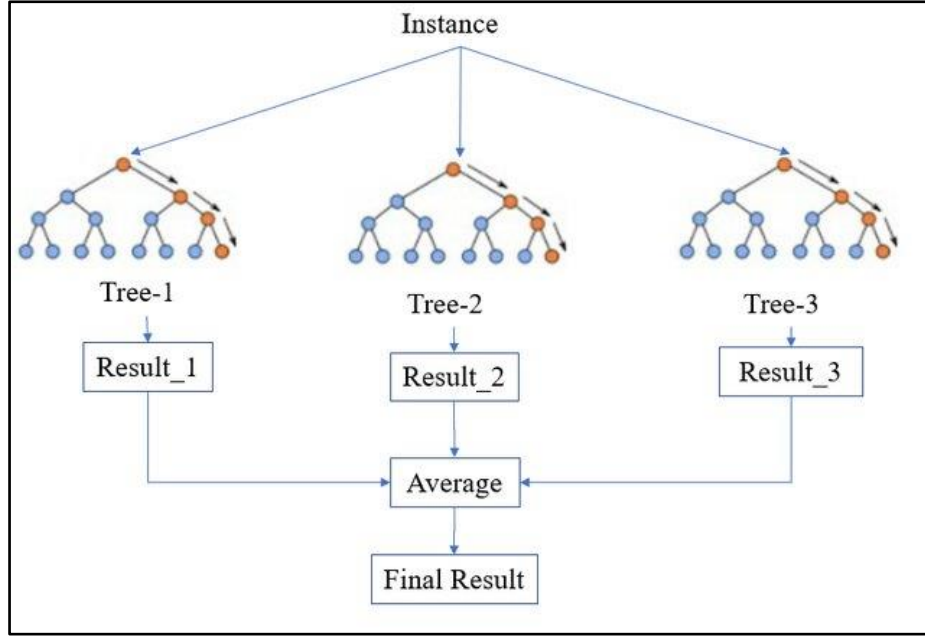 Instance
Tree-1
Tree-2
Tree-3
Result_1
Result_2
Result_3
Average
Final Result